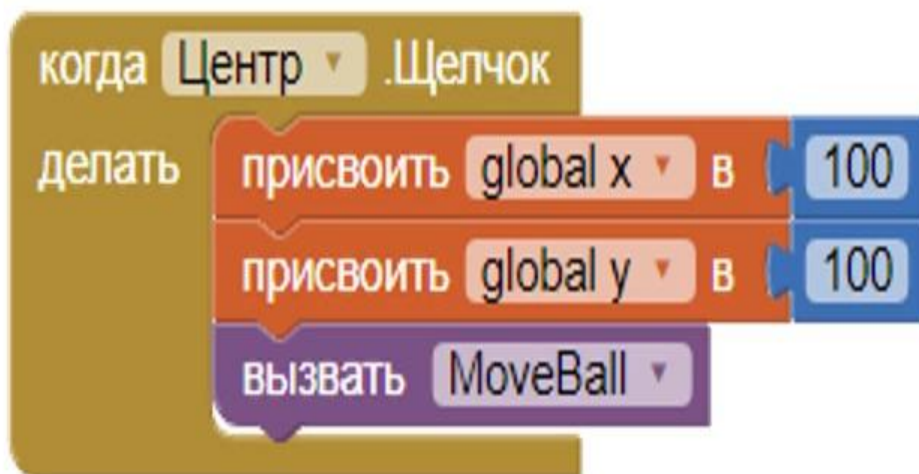 когда Центр .Щелчок
делать присвоить global x в 100
присвоить global y в 100
вызвать MoveBall